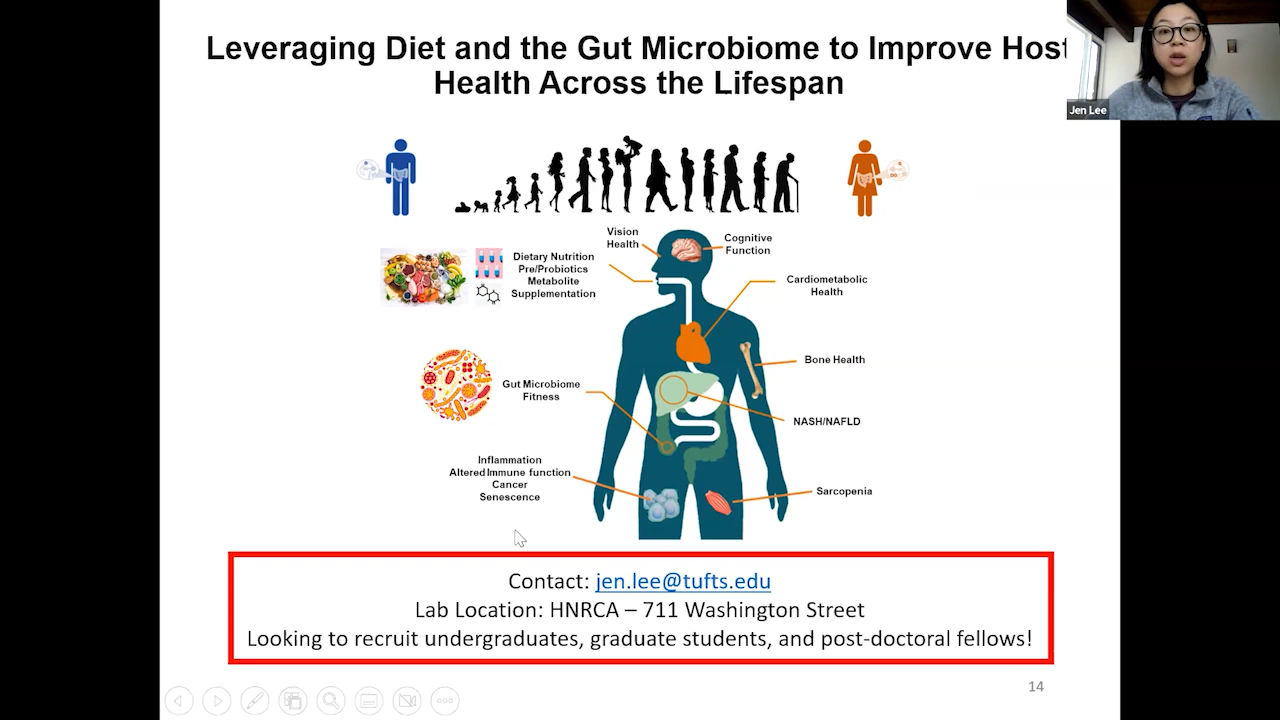 Leveraging Diet and the Gut Microbiome to Improve Host
Health Across the Lifespan
Jen Lee
Vision
Health
Cognitive
Function
Dietary Nutrition
Pre/Probiotics
Metabolite
Supplementation
Cardiometabolic
Health
Bone Health
Gut Microbiome
Fitness
NASH/NAFLD
Inflammation
Altered Immune function
Cancer
Senescence
Sarcopenia
Contact: jen.lee@tufts.edu
Lab Location: HNRCA – 711 Washington Street
Looking to recruit undergraduates, graduate students, and post-doctoral fellows!
14